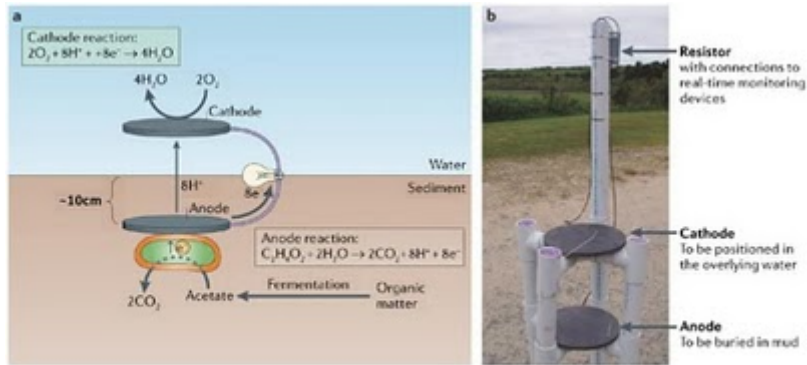 a
Cathode reaction:
2O₂ + 8H⁺ + +8e⁻ → 4H₂O
4H₂O
2O₂
Cathode
Water
Sediment
8H⁺
8e⁻
~10cm
Anode
Anode reaction:
C₂H₄O₂ + 2H₂O → 2CO₂ + 8H⁺ + 8e⁻
2CO₂
Acetate
Fermentation
Organic
matter
b
Resistor
with connections to
real-time monitoring
devices
Cathode
To be positioned in
the overlying water
Anode
To be buried in mud